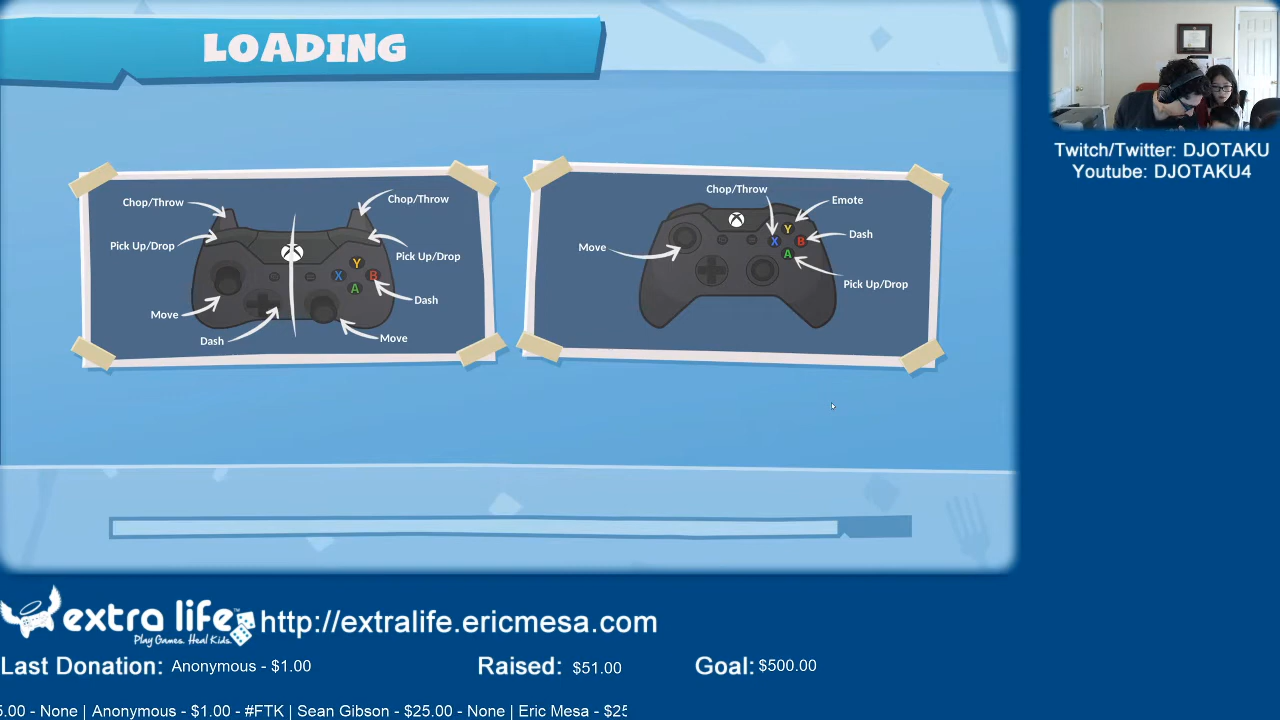 LOADING
Chop/Throw
Chop/Throw
Pick Up/Drop
Pick Up/Drop
Y
X
B
A
Move
Dash
Dash
Move
Chop/Throw
Emote
Y
Move
X
B
Dash
A
Pick Up/Drop
Twitch/Twitter: DJOTAKU
Youtube: DJOTAKU4
extra life™
Play Games. Heal Kids.
http://extralife.ericmesa.com
Last Donation: Anonymous - $1.00
Raised: $51.00
Goal: $500.00
5.00 - None | Anonymous - $1.00 - #FTK | Sean Gibson - $25.00 - None | Eric Mesa - $25